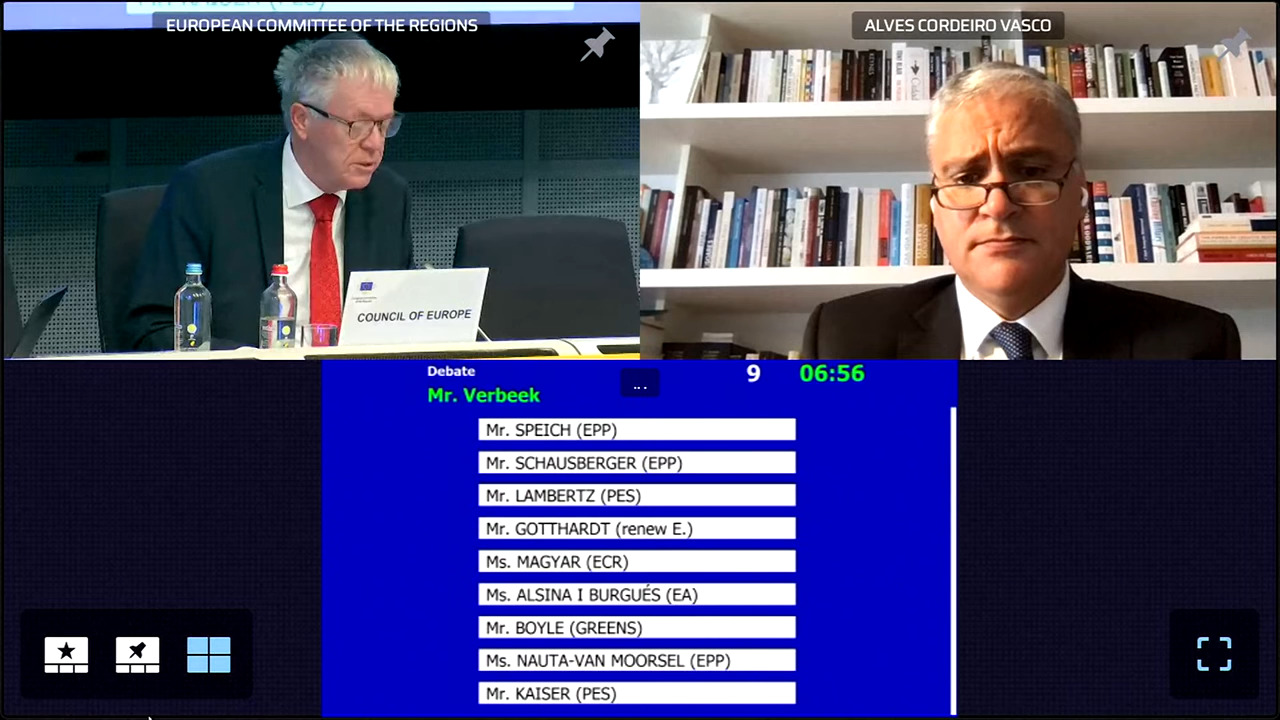 EUROPEAN COMMITTEE OF THE REGIONS
ALVES CORDEIRO VASCO
COUNCIL OF EUROPE
Debate
9
06:56
...
Mr. Verbeek
Mr. SPEICH (EPP)
Mr. SCHAUSBERGER (EPP)
Mr. LAMBERTZ (PES)
Mr. GOTTHARDT (renew E.)
Ms. MAGYAR (ECR)
Ms. ALSINA I BURGUÉS (EA)
Mr. BOYLE (GREENS)
Ms. NAUTA-VAN MOORSEL (EPP)
Mr. KAISER (PES)